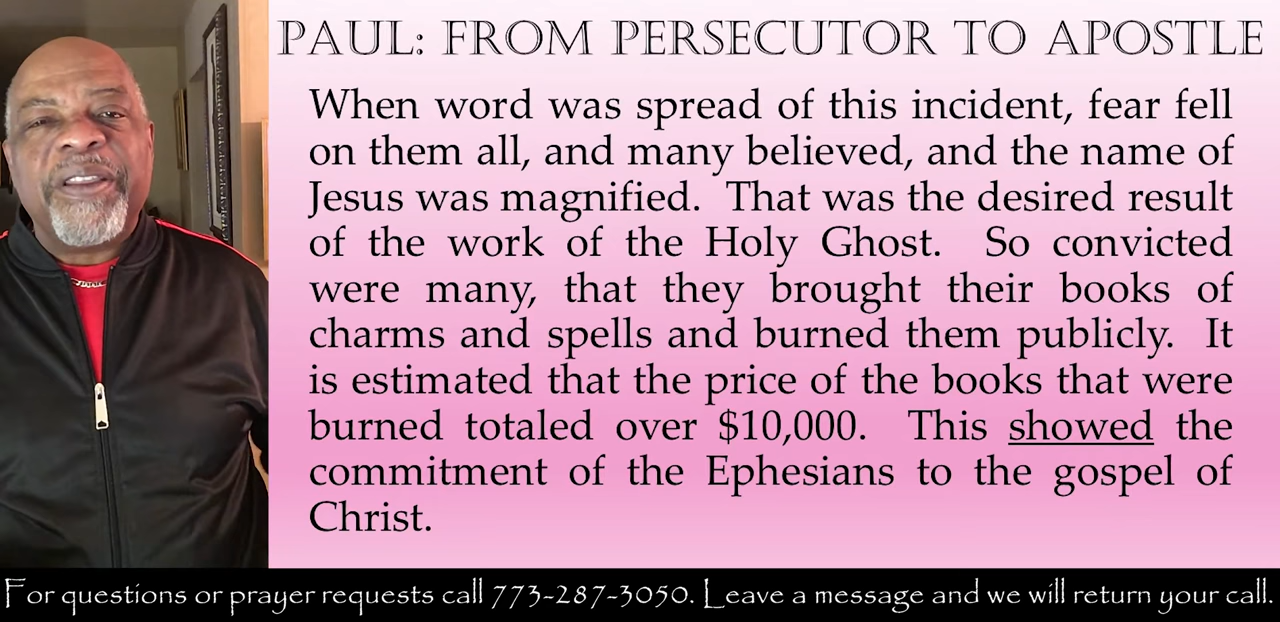 PAUL: FROM PERSECUTOR TO APOSTLE
When word was spread of this incident, fear fell
on them all, and many believed, and the name of
Jesus was magnified. That was the desired result
of the work of the Holy Ghost. So convicted
were many, that they brought their books of
charms and spells and burned them publicly. It
is estimated that the price of the books that were
burned totaled over $10,000. This showed the
commitment of the Ephesians to the gospel of
Christ.
For questions or prayer requests call 773-287-3050. Leave a message and we will return your call.